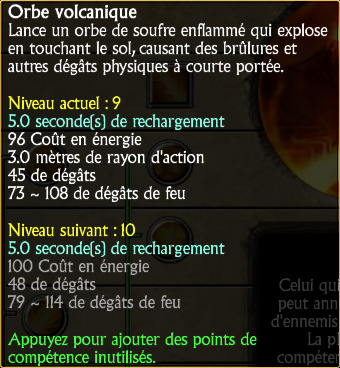 Orbe volcanique
Lance un orbe de soufre enflammé qui explose
en touchant le sol, causant des brûlures et
autres dégâts physiques à courte portée.
Niveau actuel : 9
5.0 seconde(s) de rechargement
96 Coût en énergie
3.0 mètres de rayon d'action
45 de dégâts
73 ~ 108 de dégâts de feu
Niveau suivant : 10
5.0 seconde(s) de rechargement
100 Coût en énergie
48 de dégâts
79 ~ 114 de dégâts de feu
Appuyez pour ajouter des points de
compétence inutilisés.
Celui qui
peut ann
d'ennemis
La pl
compéter